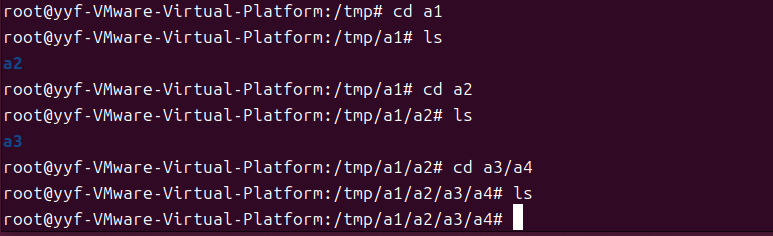 root@yyf-VMware-Virtual-Platform:/tmp# cd a1
root@yyf-VMware-Virtual-Platform:/tmp/a1# ls
a2
root@yyf-VMware-Virtual-Platform:/tmp/a1# cd a2
root@yyf-VMware-Virtual-Platform:/tmp/a1/a2# ls
a3
root@yyf-VMware-Virtual-Platform:/tmp/a1/a2# cd a3/a4
root@yyf-VMware-Virtual-Platform:/tmp/a1/a2/a3/a4# ls
root@yyf-VMware-Virtual-Platform:/tmp/a1/a2/a3/a4#